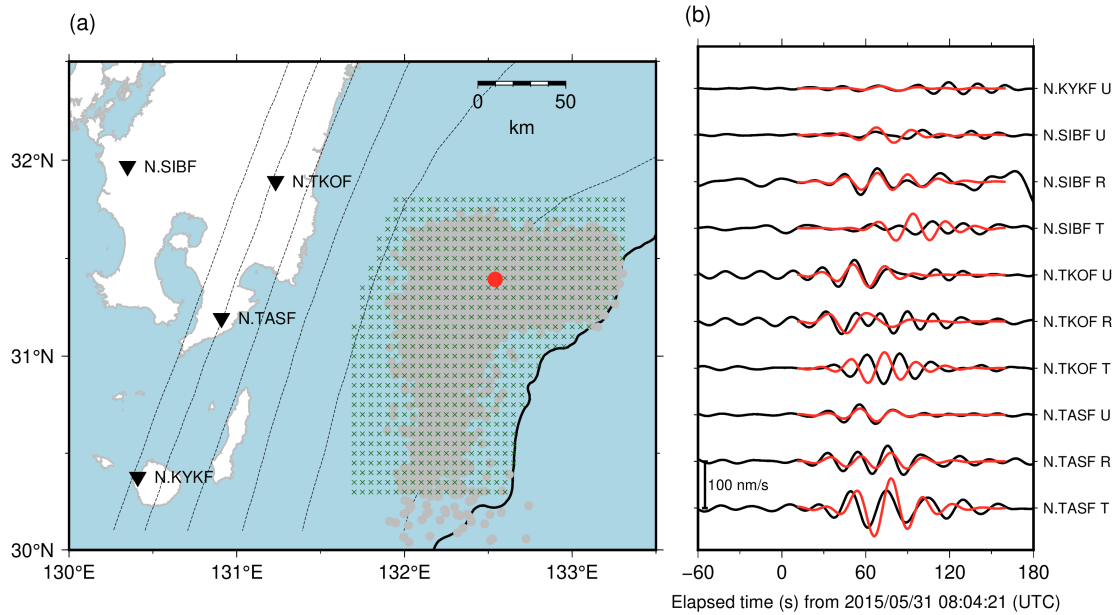 (a)
(b)
32°N
31°N
30°N
130°E
131°E
132°E
133°E
0
50
km
N.SIBF
N.TKOF
N.TASF
N.KYKF
N.KYKF U
N.SIBF U
N.SIBF R
N.SIBF T
N.TKOF U
N.TKOF R
N.TKOF T
N.TASF U
N.TASF R
N.TASF T
100 nm/s
−60
0
60
120
180
Elapsed time (s) from 2015/05/31 08:04:21 (UTC)